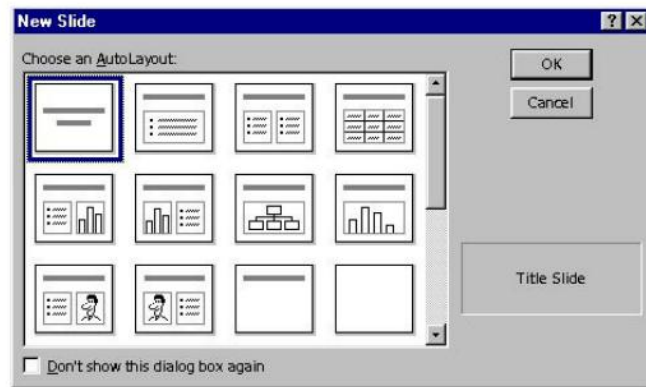 New Slide
Choose an AutoLayout:
OK
Cancel
Title Slide
Don't show this dialog box again